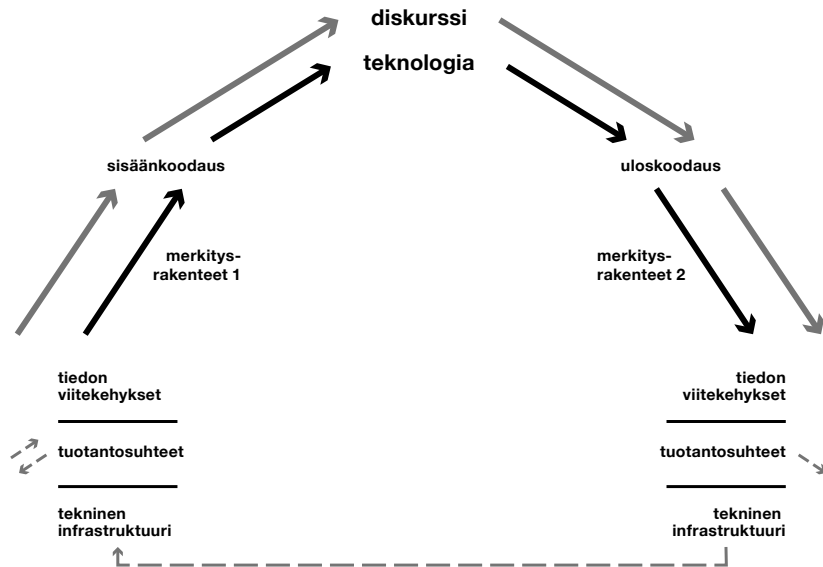 diskurssi
teknologia
sisäänkoodaus
uloskoodaus
merkitys-
rakenteet 1
merkitys-
rakenteet 2
tiedon
viitekehykset
tiedon
viitekehykset
tuotantosuhteet
tuotantosuhteet
tekninen
infrastruktuuri
tekninen
infrastruktuuri